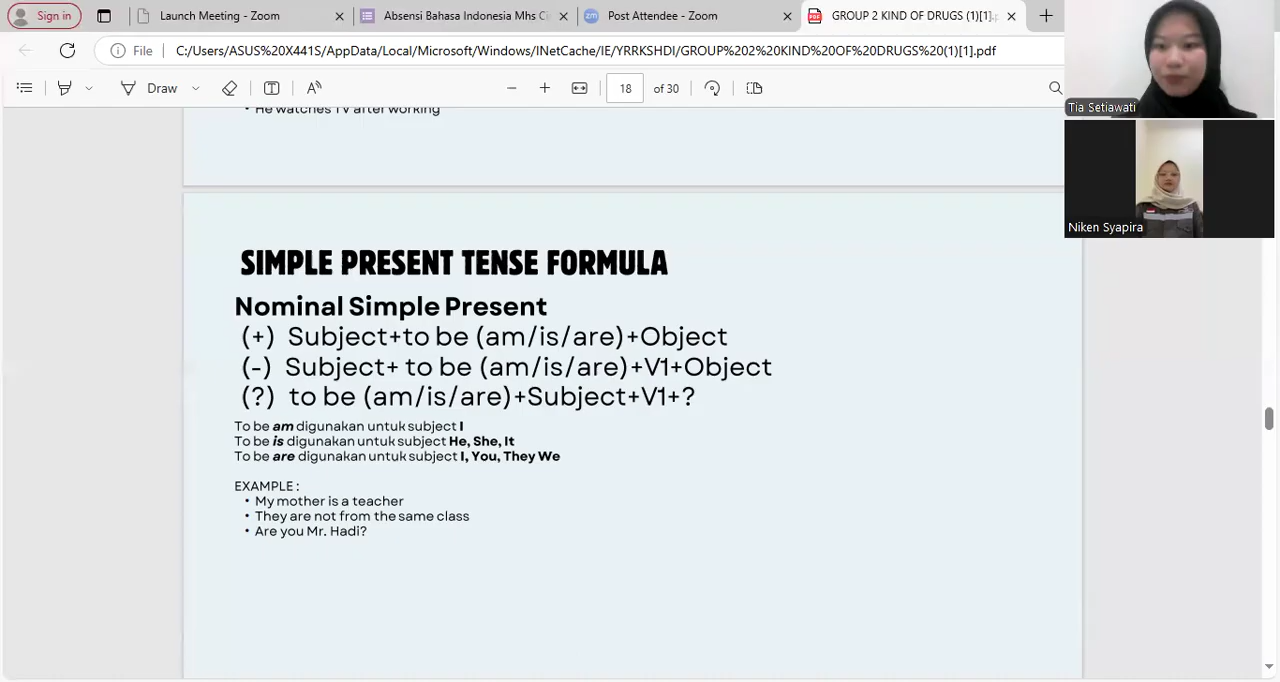 Sign in
Launch Meeting - Zoom
Absensi Bahasa Indonesia Mhs Ci
Post Attendee - Zoom
GROUP 2 KIND OF DRUGS (1)[1].p
File
C:/Users/ASUS%20X441S/AppData/Local/Microsoft/Windows/INetCache/IE/YRRKSHDI/GROUP%202%20KIND%20OF%20DRUGS%20(1)[1].pdf
Draw
18
of 30
Tia Setiawati
Niken Syapira
He watches TV after working
SIMPLE PRESENT TENSE FORMULA
Nominal Simple Present
(+) Subject+to be (am/is/are)+Object
(-) Subject+ to be (am/is/are)+V1+Object
(?) to be (am/is/are)+Subject+V1+?
To be am digunakan untuk subject I
To be is digunakan untuk subject He, She, It
To be are digunakan untuk subject I, You, They We
EXAMPLE :
• My mother is a teacher
• They are not from the same class
• Are you Mr. Hadi?